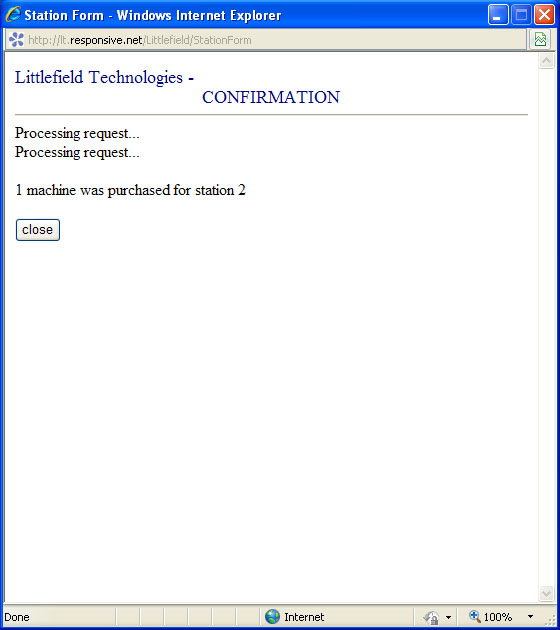 Station Form - Windows Internet Explorer
http://lt.responsive.net/Littlefield/StationForm
Littlefield Technologies -
CONFIRMATION
Processing request...
Processing request...
1 machine was purchased for station 2
close
Done
Internet
100%